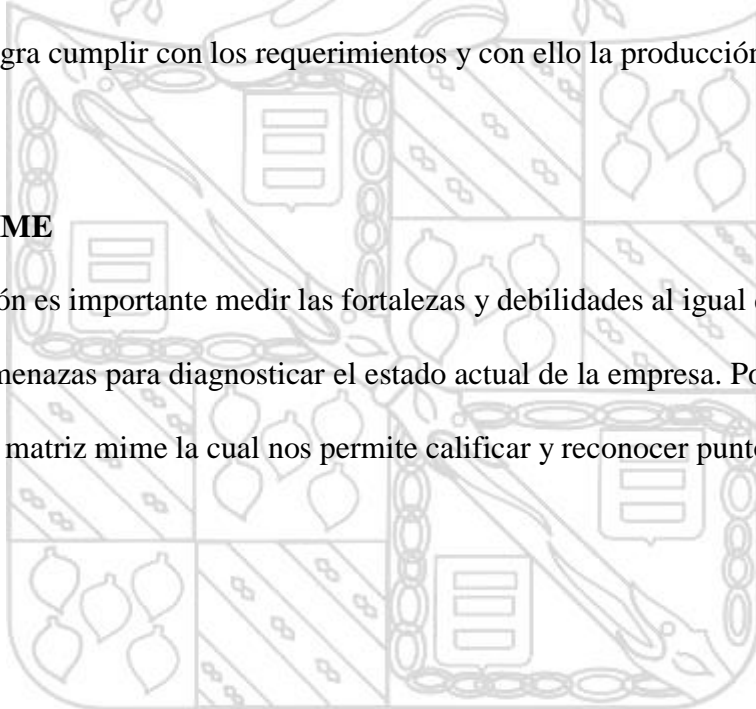 gra cumplir con los requerimientos y con ello la producción
ME
ón es importante medir las fortalezas y debilidades al igual
menazas para diagnosticar el estado actual de la empresa. Po
matriz mime la cual nos permite calificar y reconocer punt